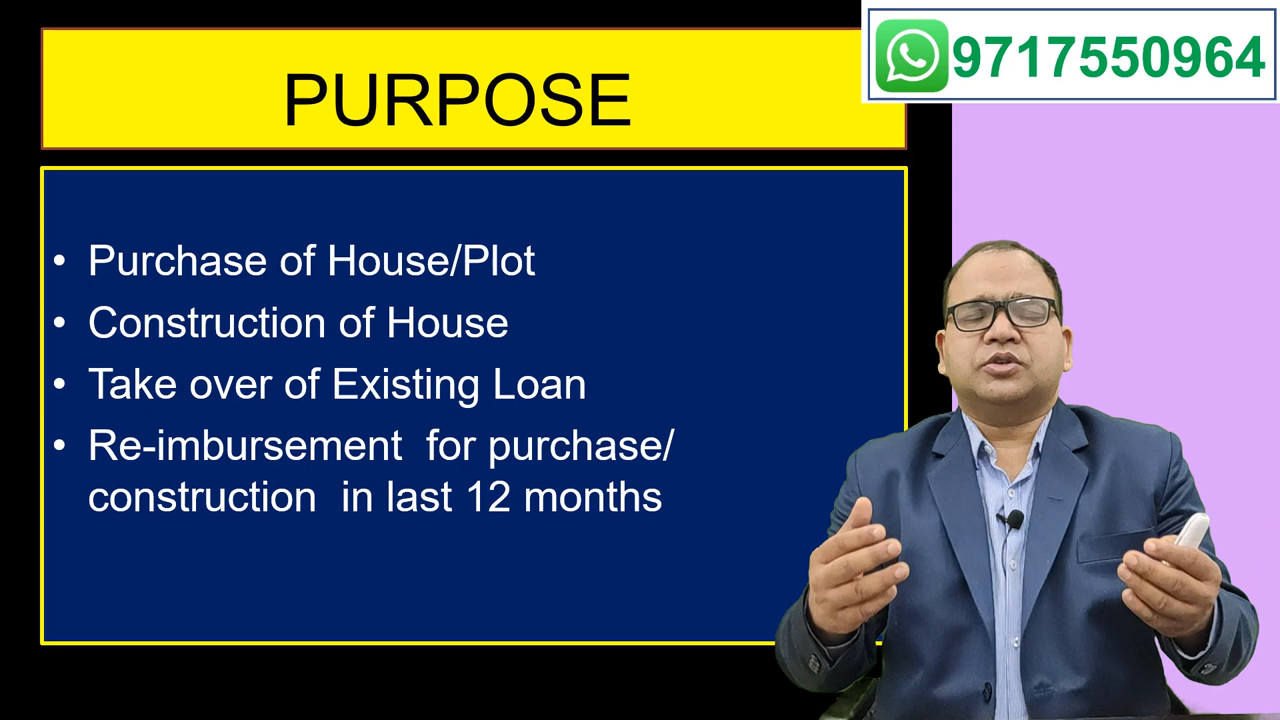 9717550964
PURPOSE
• Purchase of House/Plot
• Construction of House
• Take over of Existing Loan
• Re-imbursement  for purchase/
construction  in last 12 months